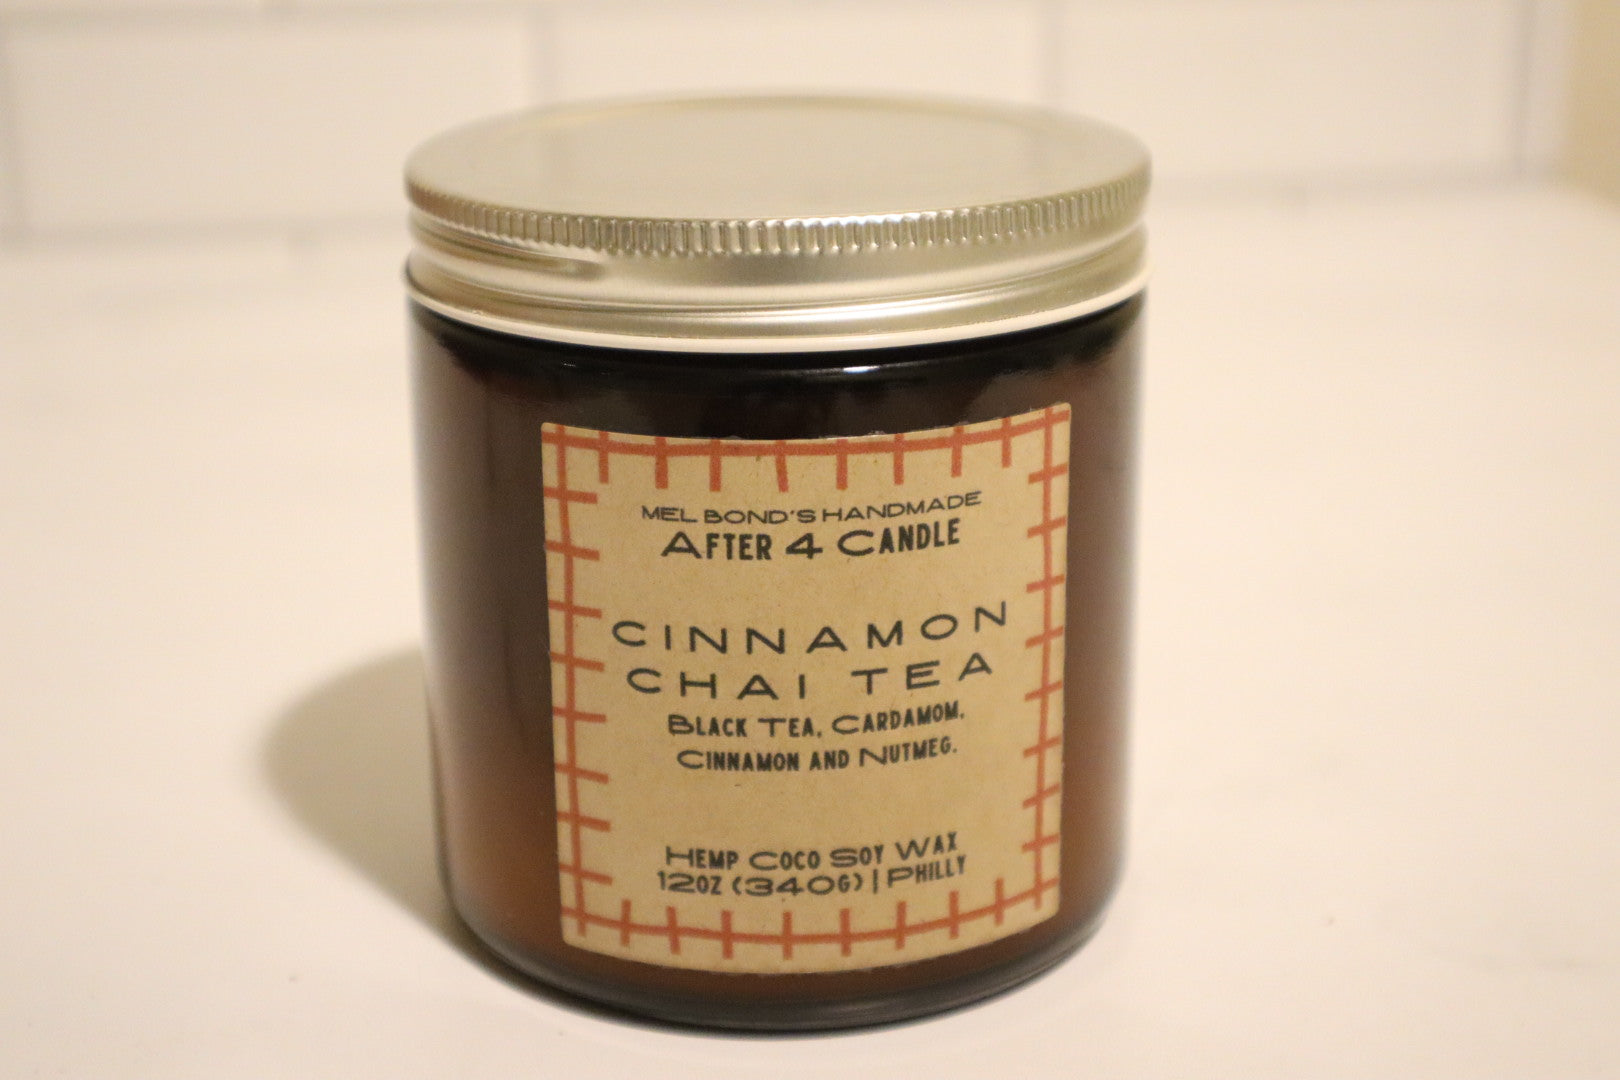 MEL BOND'S HANDMADE
AFTER 4 CANDLE
CINNAMON
CHAI TEA
BLACK TEA, CARDAMOM,
CINNAMON AND NUTMEG.
HEMP COCO SOY WAX
12OZ (340G) | PHILLY